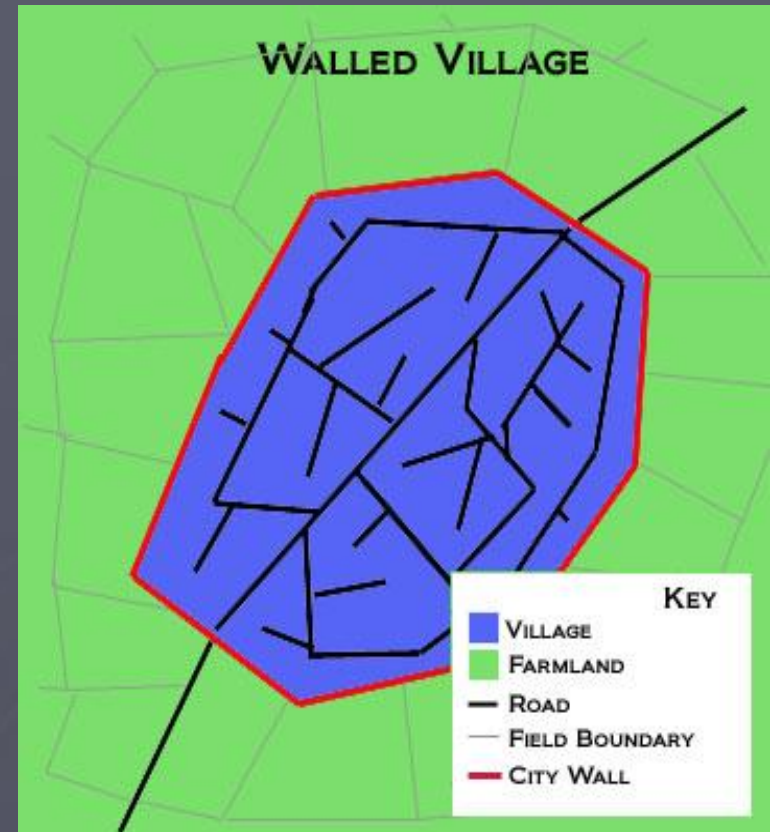 Walled Village
Key
Village
Farmland
Road
Field Boundary
City Wall